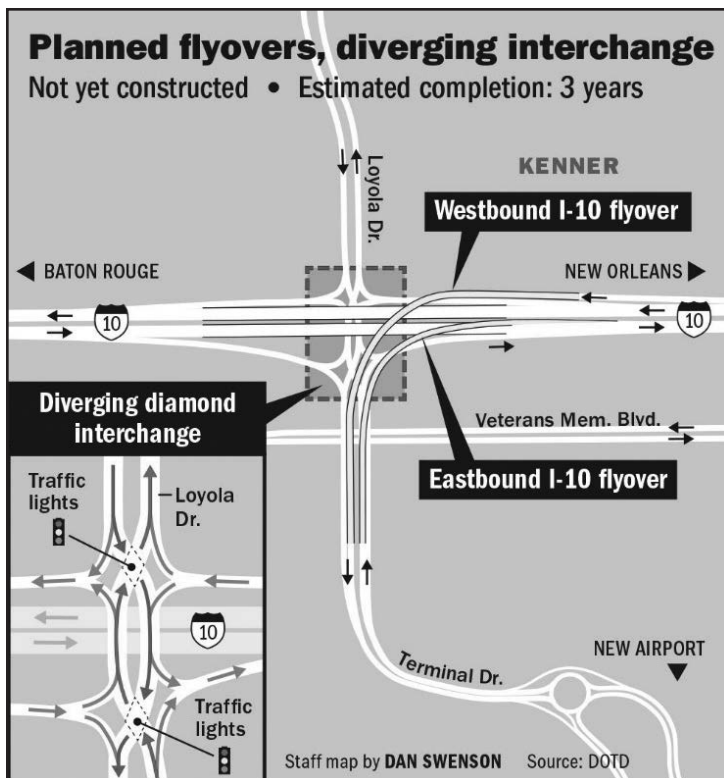 Planned flyovers, diverging interchange
Not yet constructed • Estimated completion: 3 years
Loyola Dr.
KENNER
Westbound I-10 flyover
BATON ROUGE
NEW ORLEANS
10
10
Diverging diamond
interchange
Veterans Mem. Blvd.
Eastbound I-10 flyover
Traffic
lights
Loyola
Dr.
10
Traffic
lights
Terminal Dr.
NEW AIRPORT
Staff map by DAN SWENSON Source: DOTD